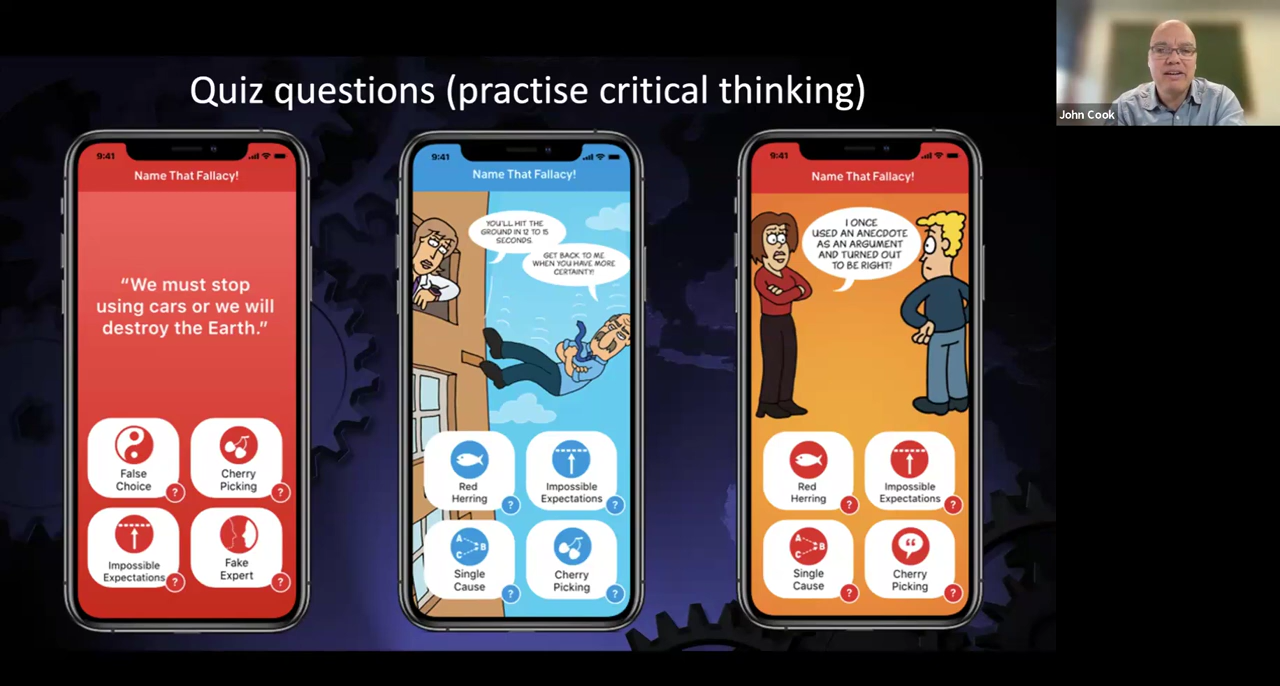 Quiz questions (practise critical thinking)
John Cook
9:41
Name That Fallacy!
“We must stop
using cars or we will
destroy the Earth.”
False
Choice
?
Cherry
Picking
?
Impossible
Expectations
?
Fake
Expert
?
9:41
Name That Fallacy!
YOU'LL HIT THE
GROUND IN 12 TO 15
SECONDS.
GET BACK TO ME
WHEN YOU HAVE MORE
CERTAINTY!
Red
Herring
?
Impossible
Expectations
?
A
B
C
Single
Cause
?
Cherry
Picking
?
9:41
Name That Fallacy!
I ONCE
USED AN ANECDOTE
AS AN ARGUMENT
AND TURNED OUT
TO BE RIGHT!
Red
Herring
?
Impossible
Expectations
?
A
B
C
Single
Cause
?
Cherry
Picking
?